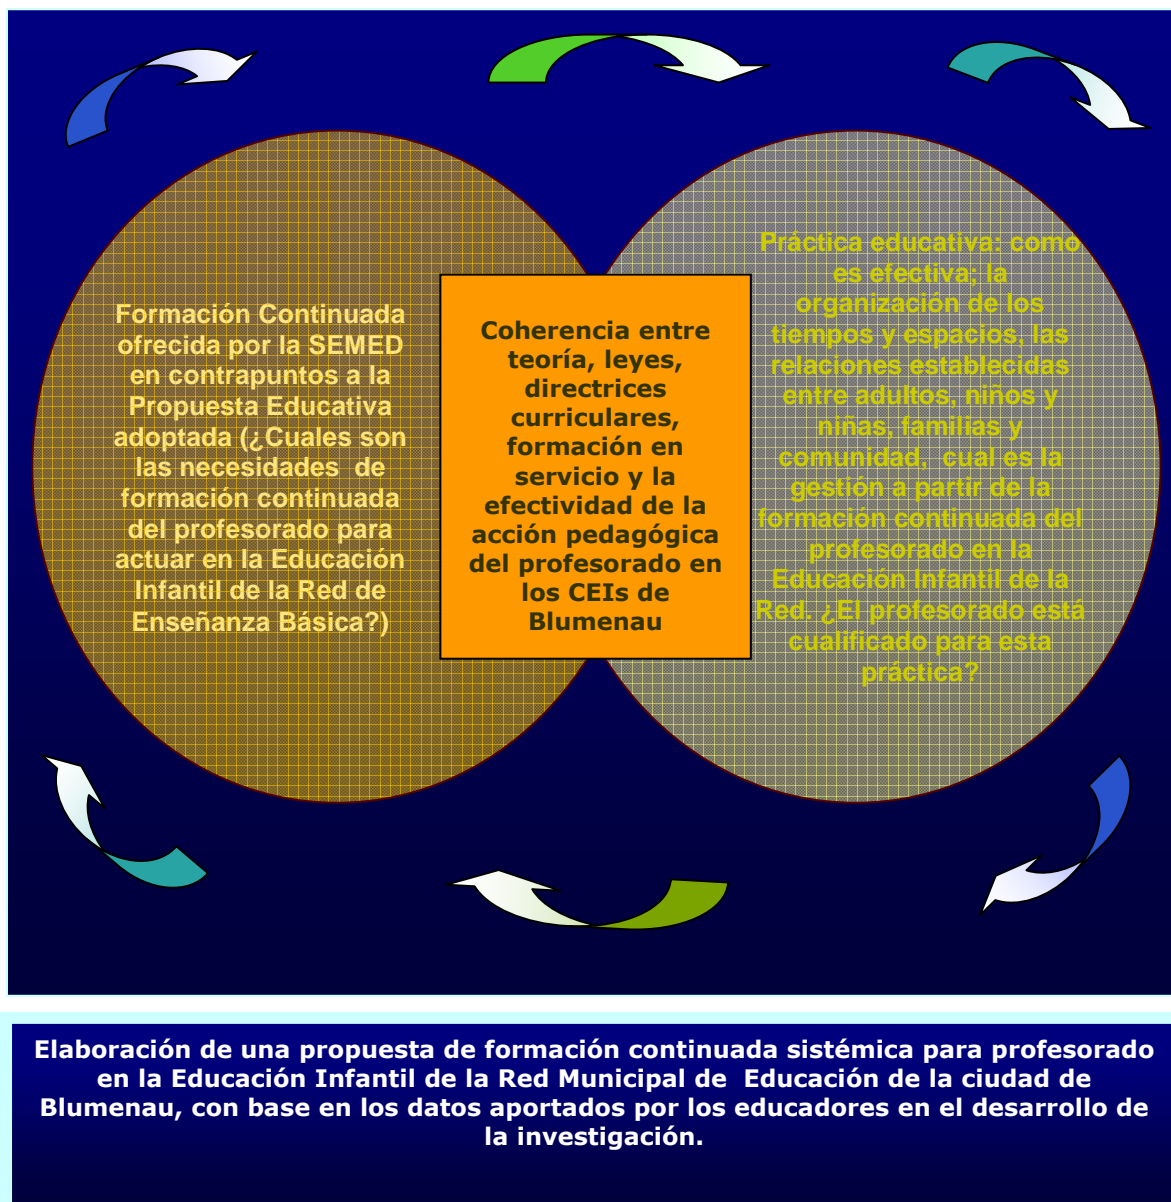 Formación Continuada
ofrecida por la SEMED
en contrapuntos a la
Propuesta Educativa
adoptada (¿Cuales son
las necesidades de
formación continuada
del profesorado para
actuar en la Educación
Infantil de la Red de
Enseñanza Básica?)
Coherencia entre
teoría, leyes,
directrices
curriculares,
formación en
servicio y la
efectividad de la
acción pedagógica
del profesorado en
los CEIs de
Blumenau
Práctica educativa: como
es efectiva; la
organización de los
tiempos y espacios, las
relaciones establecidas
entre adultos, niños y
niñas, familias y
comunidad, cual es la
gestión a partir de la
formación continuada del
profesorado en la
Educación Infantil de la
Red. ¿El profesorado está
cualificado para esta
práctica?
Elaboración de una propuesta de formación continuada sistémica para profesorado
en la Educación Infantil de la Red Municipal de Educación de la ciudad de
Blumenau, con base en los datos aportados por los educadores en el desarrollo de
la investigación.